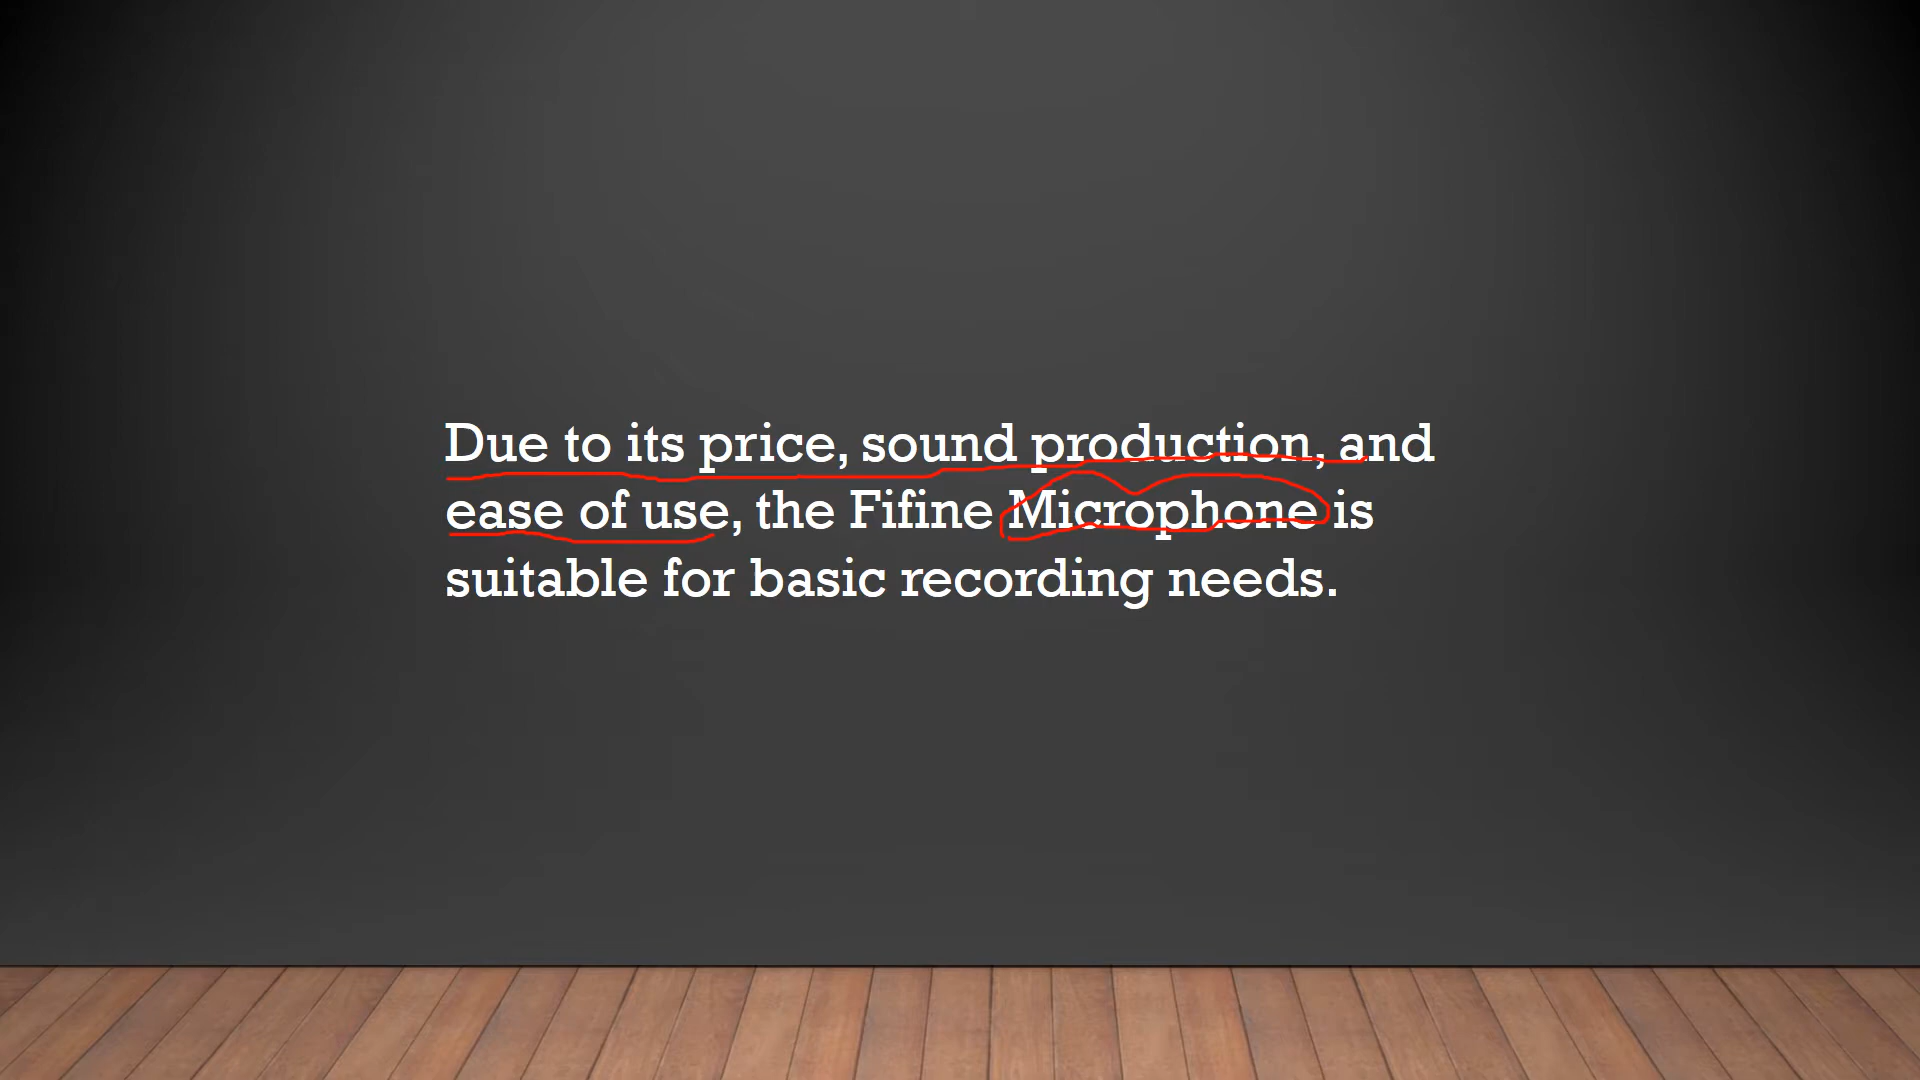 Due to its price, sound production, and
ease of use, the Fifine Microphone is
suitable for basic recording needs.